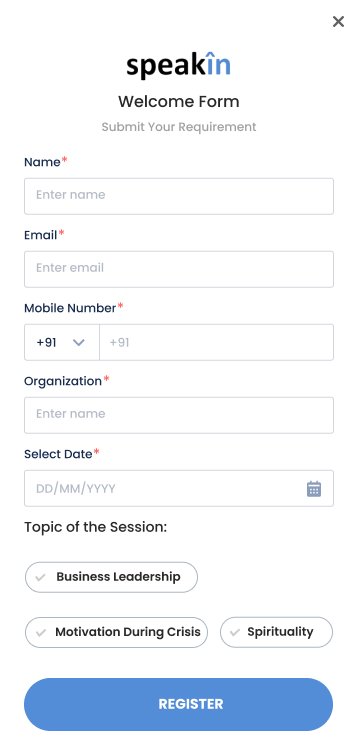 speakîn
Welcome Form
Submit Your Requirement
Name*
Enter name
Email*
Enter email
Mobile Number*
+91 +91
Organization*
Enter name
Select Date*
DD/MM/YYYY
Topic of the Session:
Business Leadership
Motivation During Crisis Spirituality
REGISTER